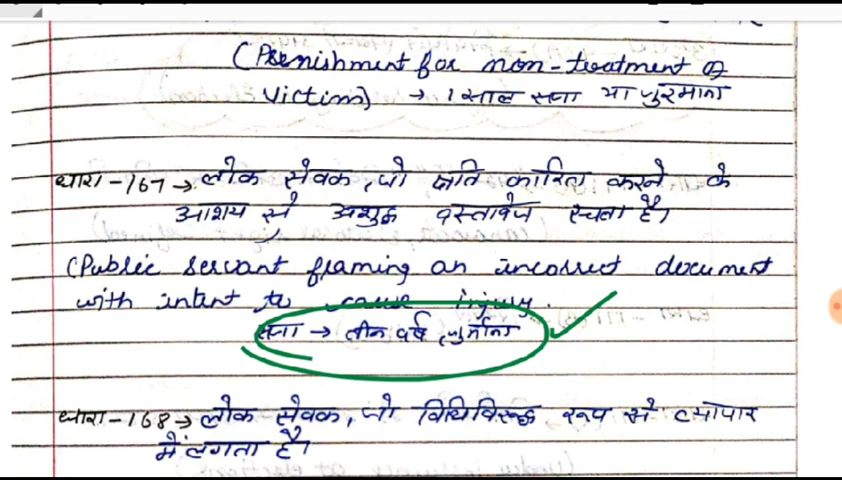 (Punishment for non-treatment of
Victim) → 1 साल सजा या जुरमाना
धारा-167 → लोक सेवक, जो क्षति कारित करने के
आशय से अशुद्ध दस्तावेज रचता है।
(Public servant framing an incorrect document
with intent to cause injury.
सजा → तीन वर्ष, जुर्माना
धारा-168 → लोक सेवक, जो विधिविरूद्ध रूप से व्यापार
में लगता है।